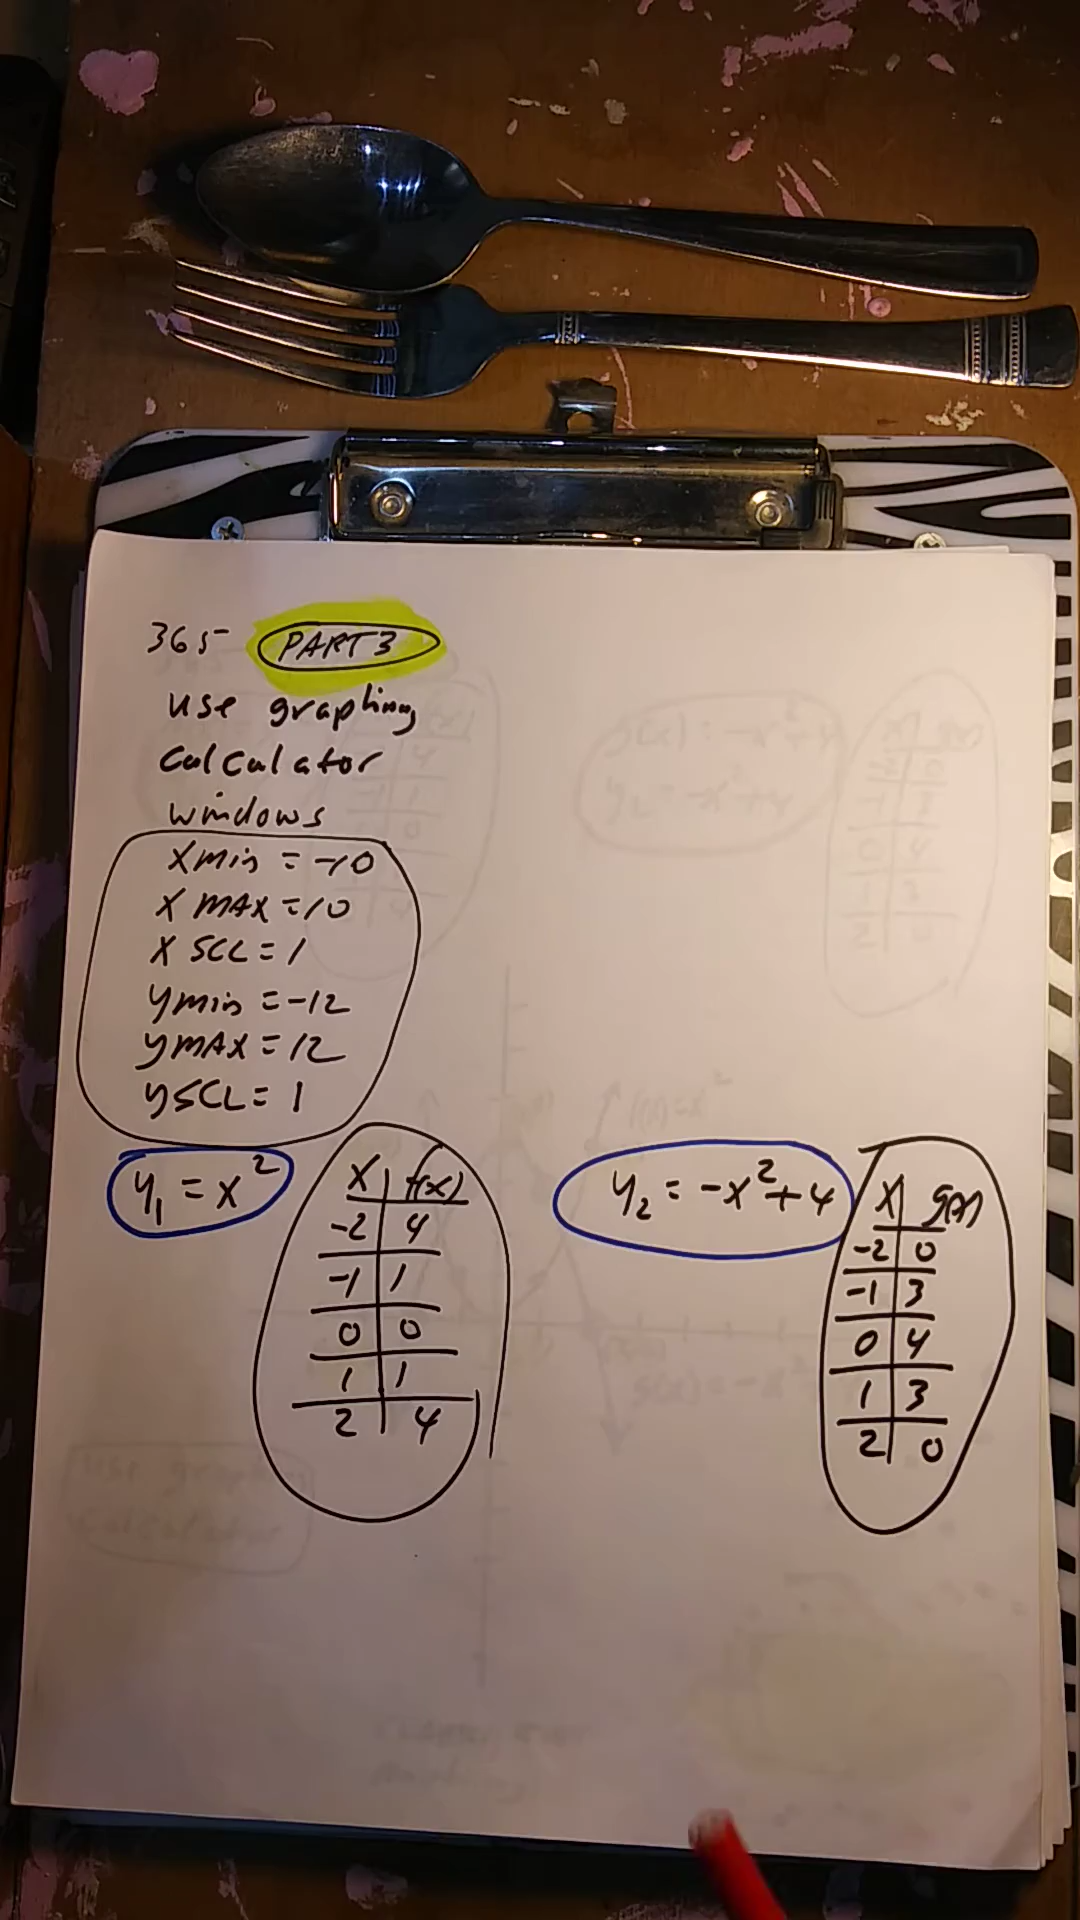 365 PART 3
use graphing
calculator
windows
Xmin = -10
X MAX = 10
X SCL = 1
ymin = -12
yMAX = 12
ySCL = 1
y₁ = x²
X | f(x)
-2 | 4
-1 | 1
0 | 0
1 | 1
2 | 4
y₂ = -x² + 4
X | g(x)
-2 | 0
-1 | 3
0 | 4
1 | 3
2 | 0